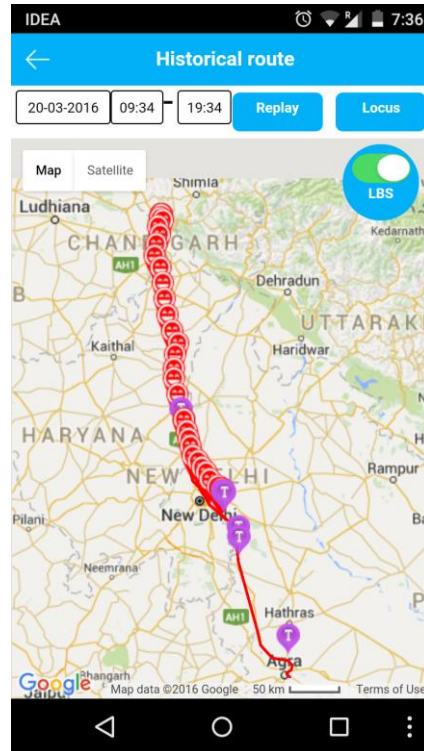 IDEA R 7:36
Historical route
20-03-2016 09:34 - 19:34 Replay Locus
Map Satellite
LBS
Shimla
Ludhiana
Kedarnath
CHANDIGARH
AH1
Dehradun
UTTARAK
Kaithal
Haridwar
T
HARYANA
NEW DELHI
Rampur
T
New Delhi
Pilani
T
Neemrana
AH1
Hathras
T
Agra
Google
Map data ©2016 Google 50 km Terms of Use